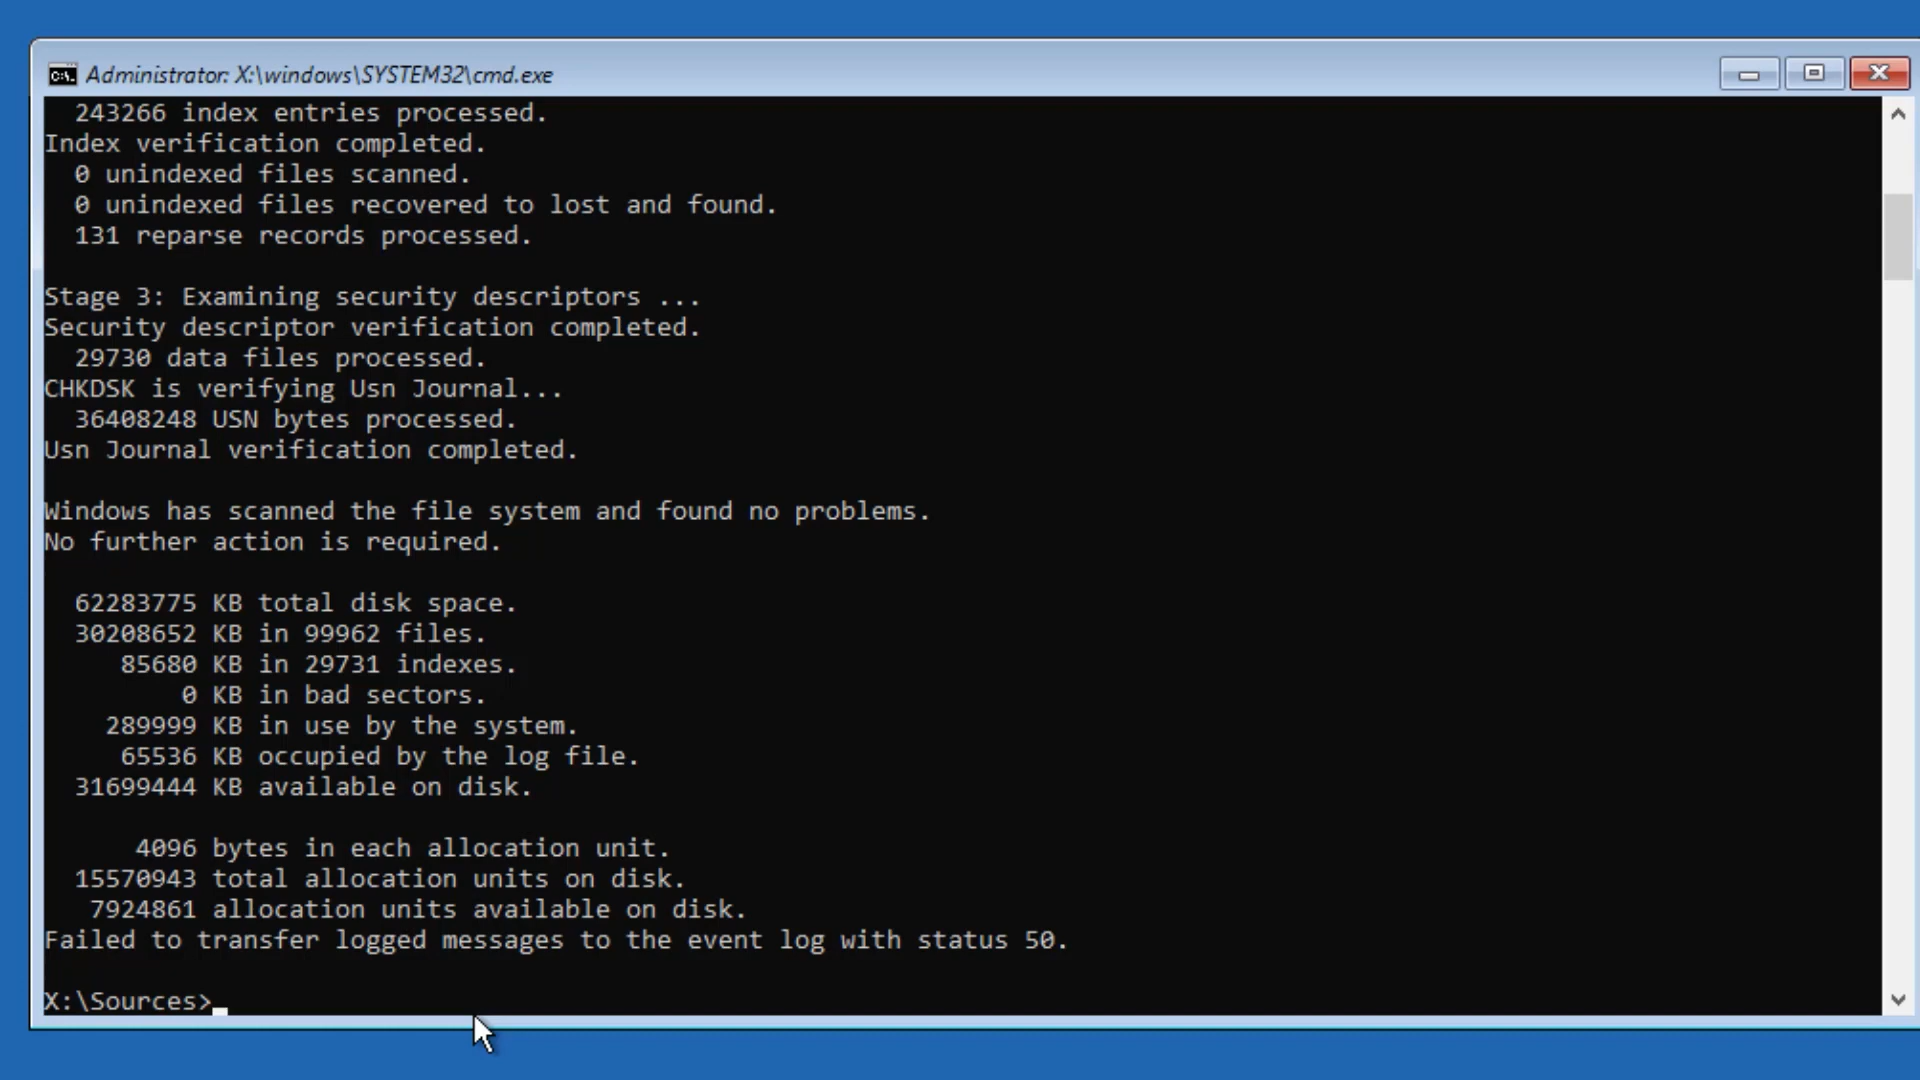 Administrator: X:\windows\SYSTEM32\cmd.exe
243266 index entries processed.
Index verification completed.
0 unindexed files scanned.
0 unindexed files recovered to lost and found.
131 reparse records processed.
Stage 3: Examining security descriptors ...
Security descriptor verification completed.
29730 data files processed.
CHKDSK is verifying Usn Journal...
36408248 USN bytes processed.
Usn Journal verification completed.
Windows has scanned the file system and found no problems.
No further action is required.
62283775 KB total disk space.
30208652 KB in 99962 files.
85680 KB in 29731 indexes.
0 KB in bad sectors.
289999 KB in use by the system.
65536 KB occupied by the log file.
31699444 KB available on disk.
4096 bytes in each allocation unit.
15570943 total allocation units on disk.
7924861 allocation units available on disk.
Failed to transfer logged messages to the event log with status 50.
X:\Sources>